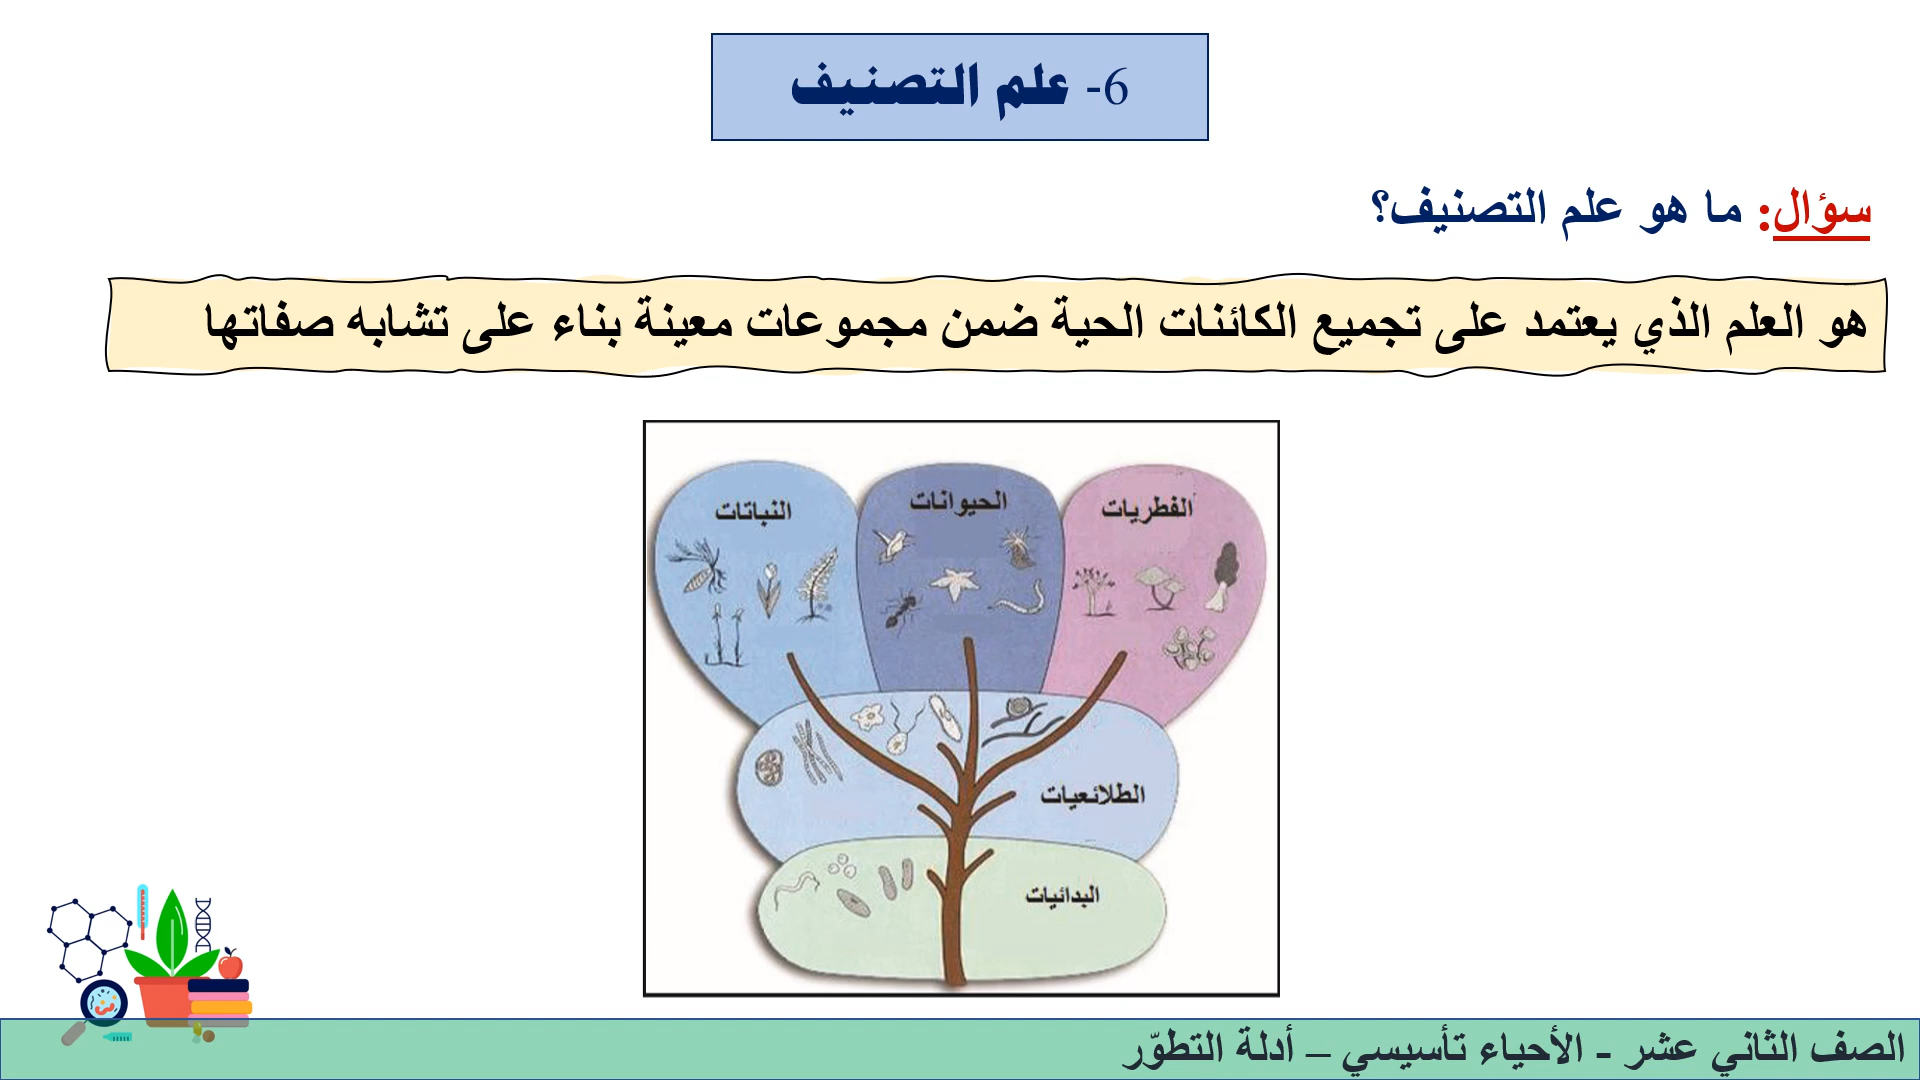 6- علم التصنيف
سؤال: ما هو علم التصنيف؟
هو العلم الذي يعتمد على تجميع الكائنات الحية ضمن مجموعات معينة بناء على تشابه صفاتها
الفطريات
الحيوانات
النباتات
الطلائعيات
البدائيات
الصف الثاني عشر - الأحياء تأسيسي – أدلة التطوّر